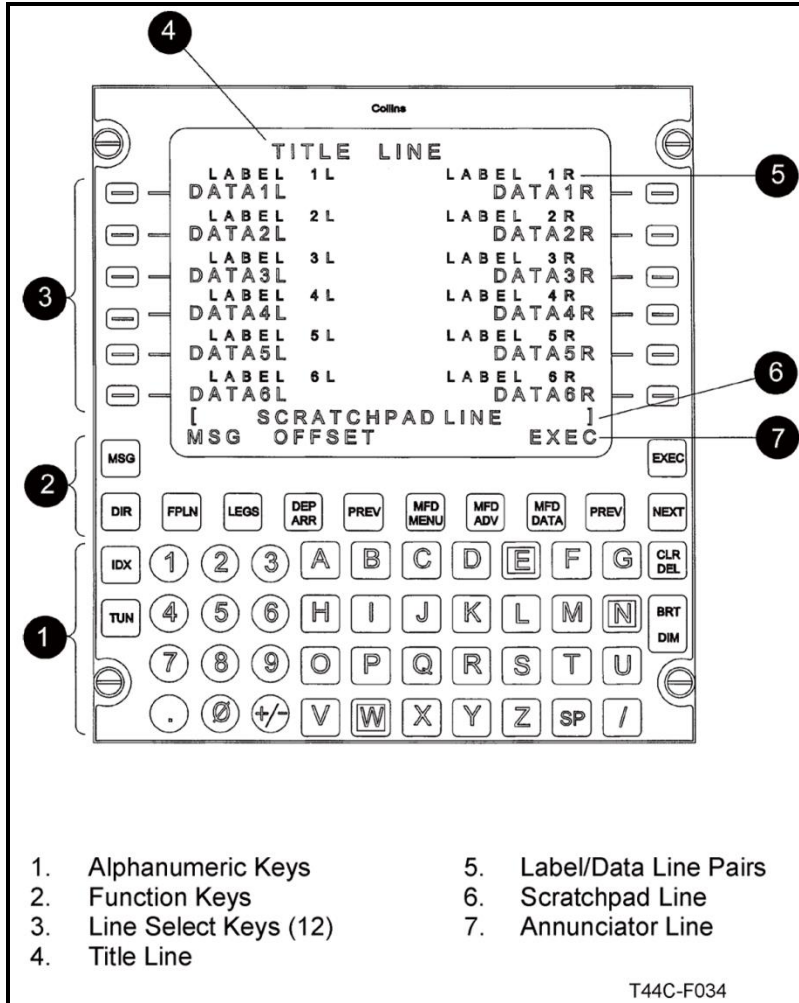 4
Collins
TITLE LINE
LABEL 1L LABEL 1R
5
DATA1L DATA1R
LABEL 2L LABEL 2R
DATA2L DATA2R
LABEL 3L LABEL 3R
3
DATA3L DATA3R
LABEL 4L LABEL 4R
DATA4L DATA4R
LABEL 5L LABEL 5R
DATA5L DATA5R
LABEL 6L LABEL 6R
6
DATA6L DATA6R
[ SCRATCHPAD LINE ]
MSG OFFSET EXEC
7
2
MSG EXEC
DIR FPLN LEGS DEP ARR PREV MFD MENU MFD ADV MFD DATA PREV NEXT
IDX 1 2 3 A B C D E F G CLR DEL
1
TUN 4 5 6 H I J K L M N BRT DIM
7 8 9 O P Q R S T U
. Ø +/- V W X Y Z SP /
1. Alphanumeric Keys
2. Function Keys
3. Line Select Keys (12)
4. Title Line
5. Label/Data Line Pairs
6. Scratchpad Line
7. Annunciator Line
T44C-F034